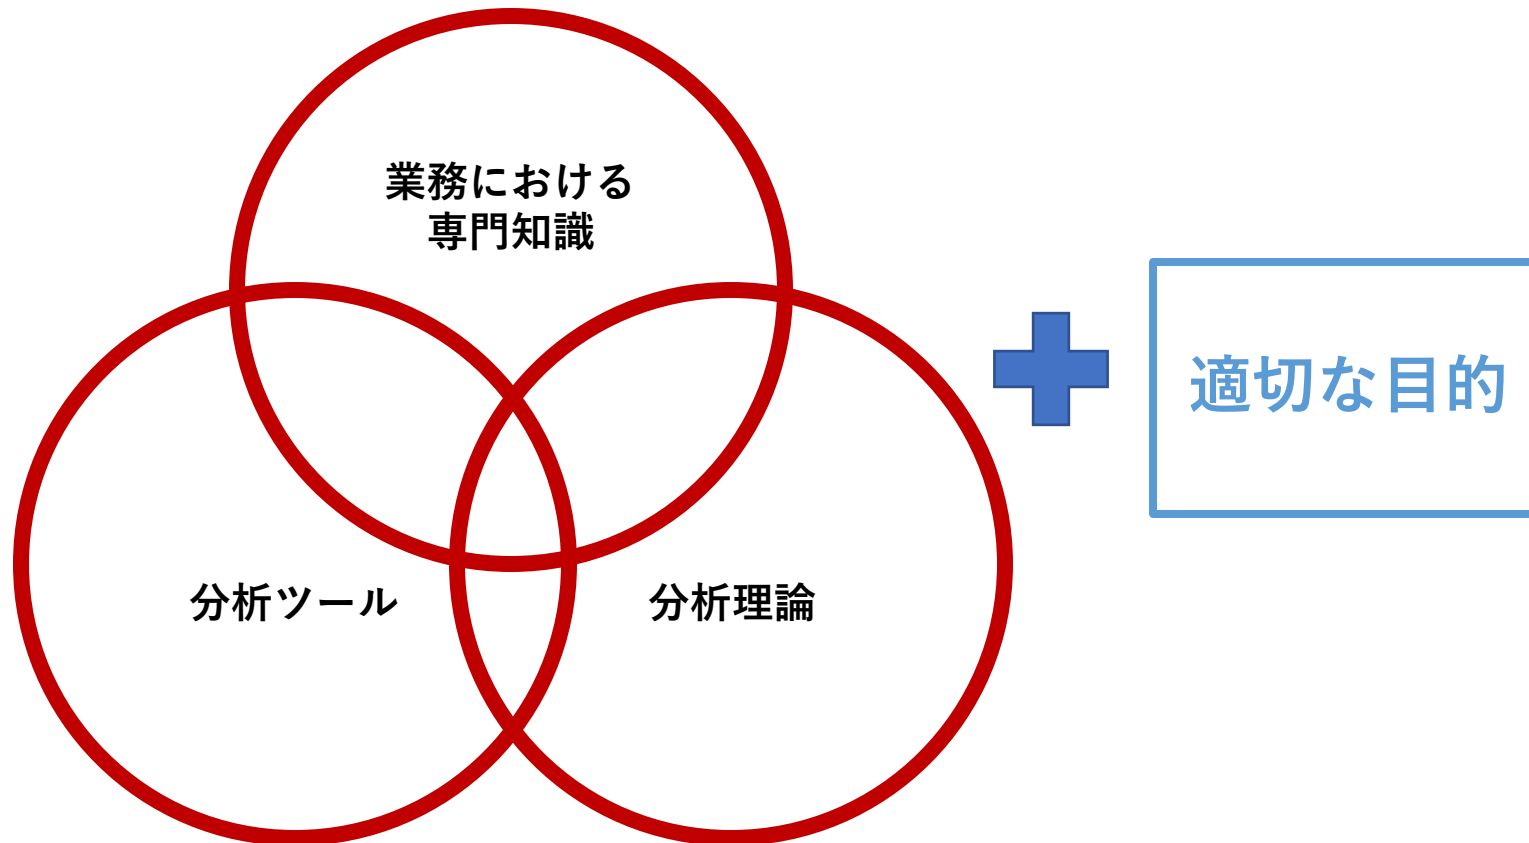 業務における
専門知識
適切な目的
分析ツール
分析理論